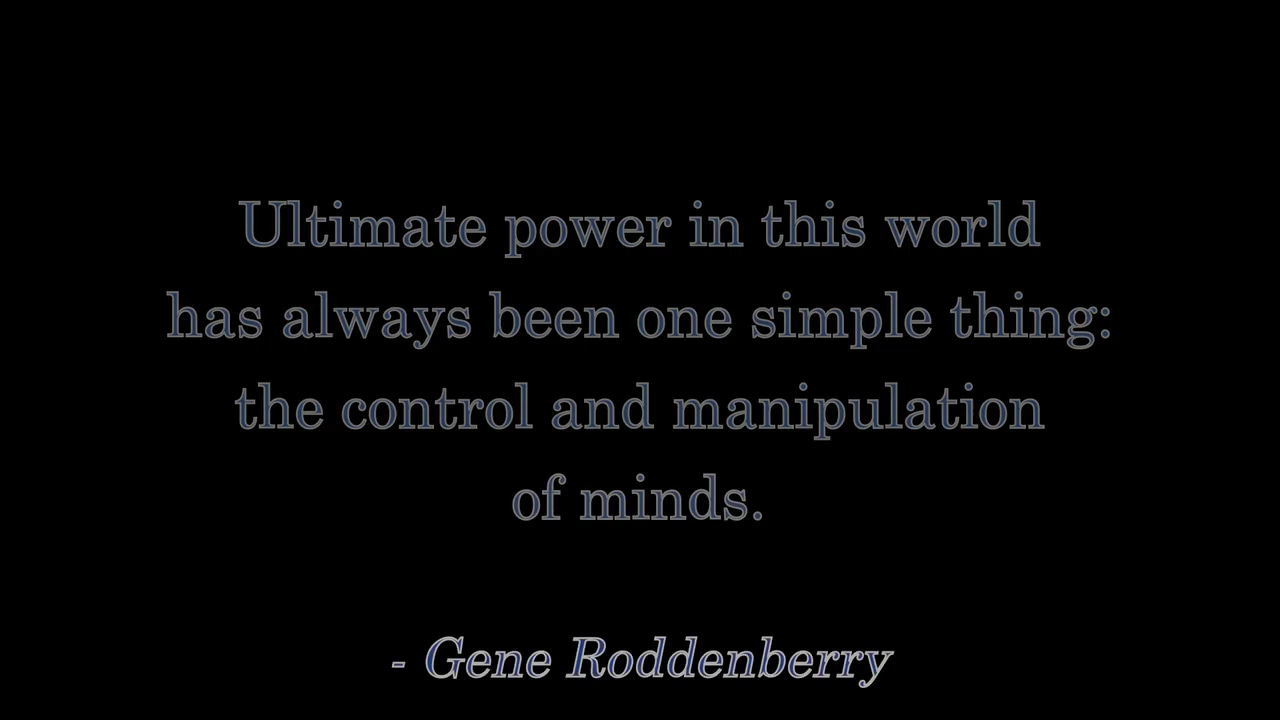 Ultimate power in this world
has always been one simple thing:
the control and manipulation
of minds.
- Gene Roddenberry